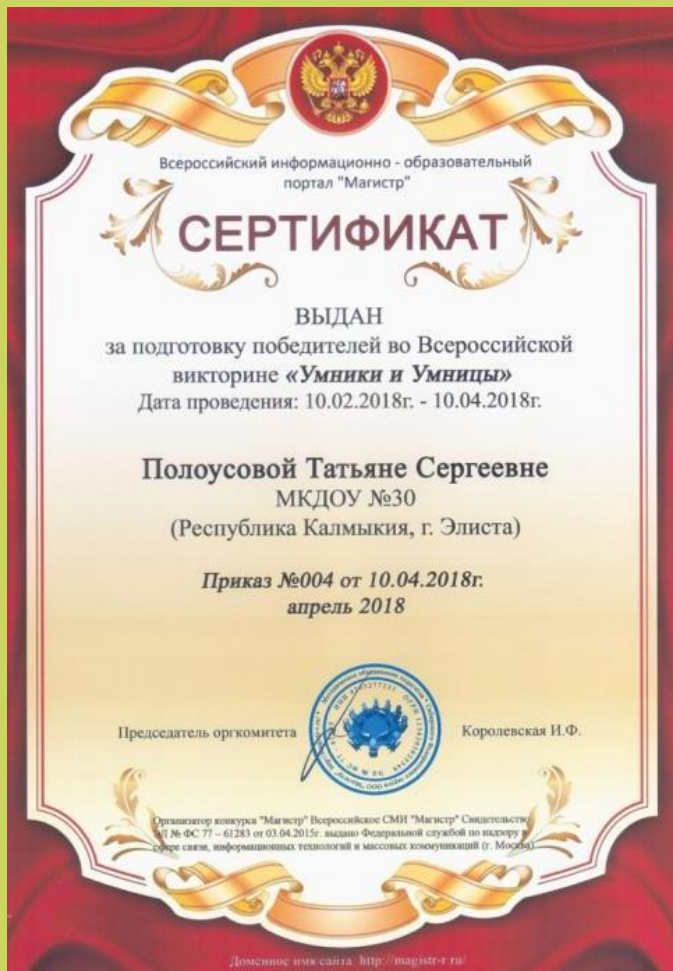 Всероссийский информационно - образовательный
портал "Магистр"
СЕРТИФИКАТ
ВЫДАН
за подготовку победителей во Всероссийской
викторине «Умники и Умницы»
Дата проведения: 10.02.2018г. - 10.04.2018г.
Полоусовой Татьяне Сергеевне
МКДОУ №30
(Республика Калмыкия, г. Элиста)
Приказ №004 от 10.04.2018г.
апрель 2018
Председатель оргкомитета
Королевская И.Ф.
Организатор конкурса "Магистр" Всероссийское СМИ "Магистр" Свидетельство
ЭЛ № ФС 77 – 61283 от 03.04.2015г. выдано Федеральной службой по надзору в
сфере связи, информационных технологий и массовых коммуникаций (г. Москва)
Доменное имя сайта http://magistr-r.ru/